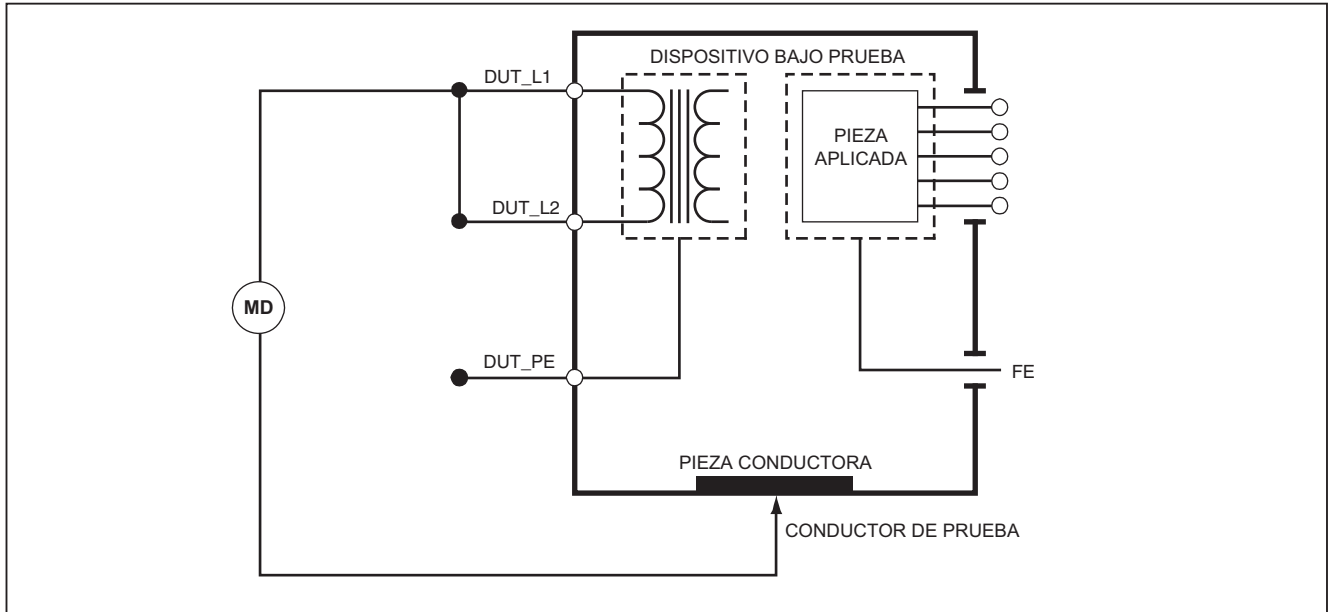 DISPOSITIVO BAJO PRUEBA
DUT_L1
PIEZA
APLICADA
DUT_L2
MD
DUT_PE
FE
PIEZA CONDUCTORA
CONDUCTOR DE PRUEBA